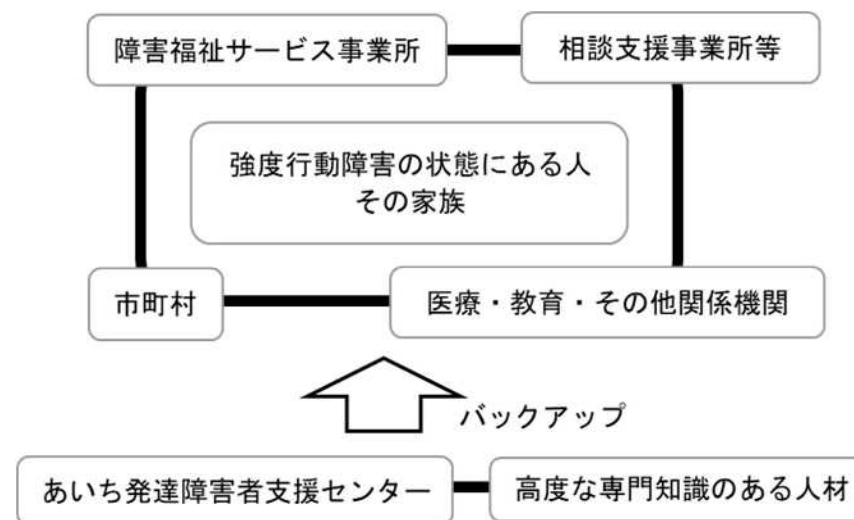 障害福祉サービス事業所
相談支援事業所等
強度行動障害の状態にある人
その家族
市町村
医療・教育・その他関係機関
バックアップ
あいち発達障害者支援センター
高度な専門知識のある人材